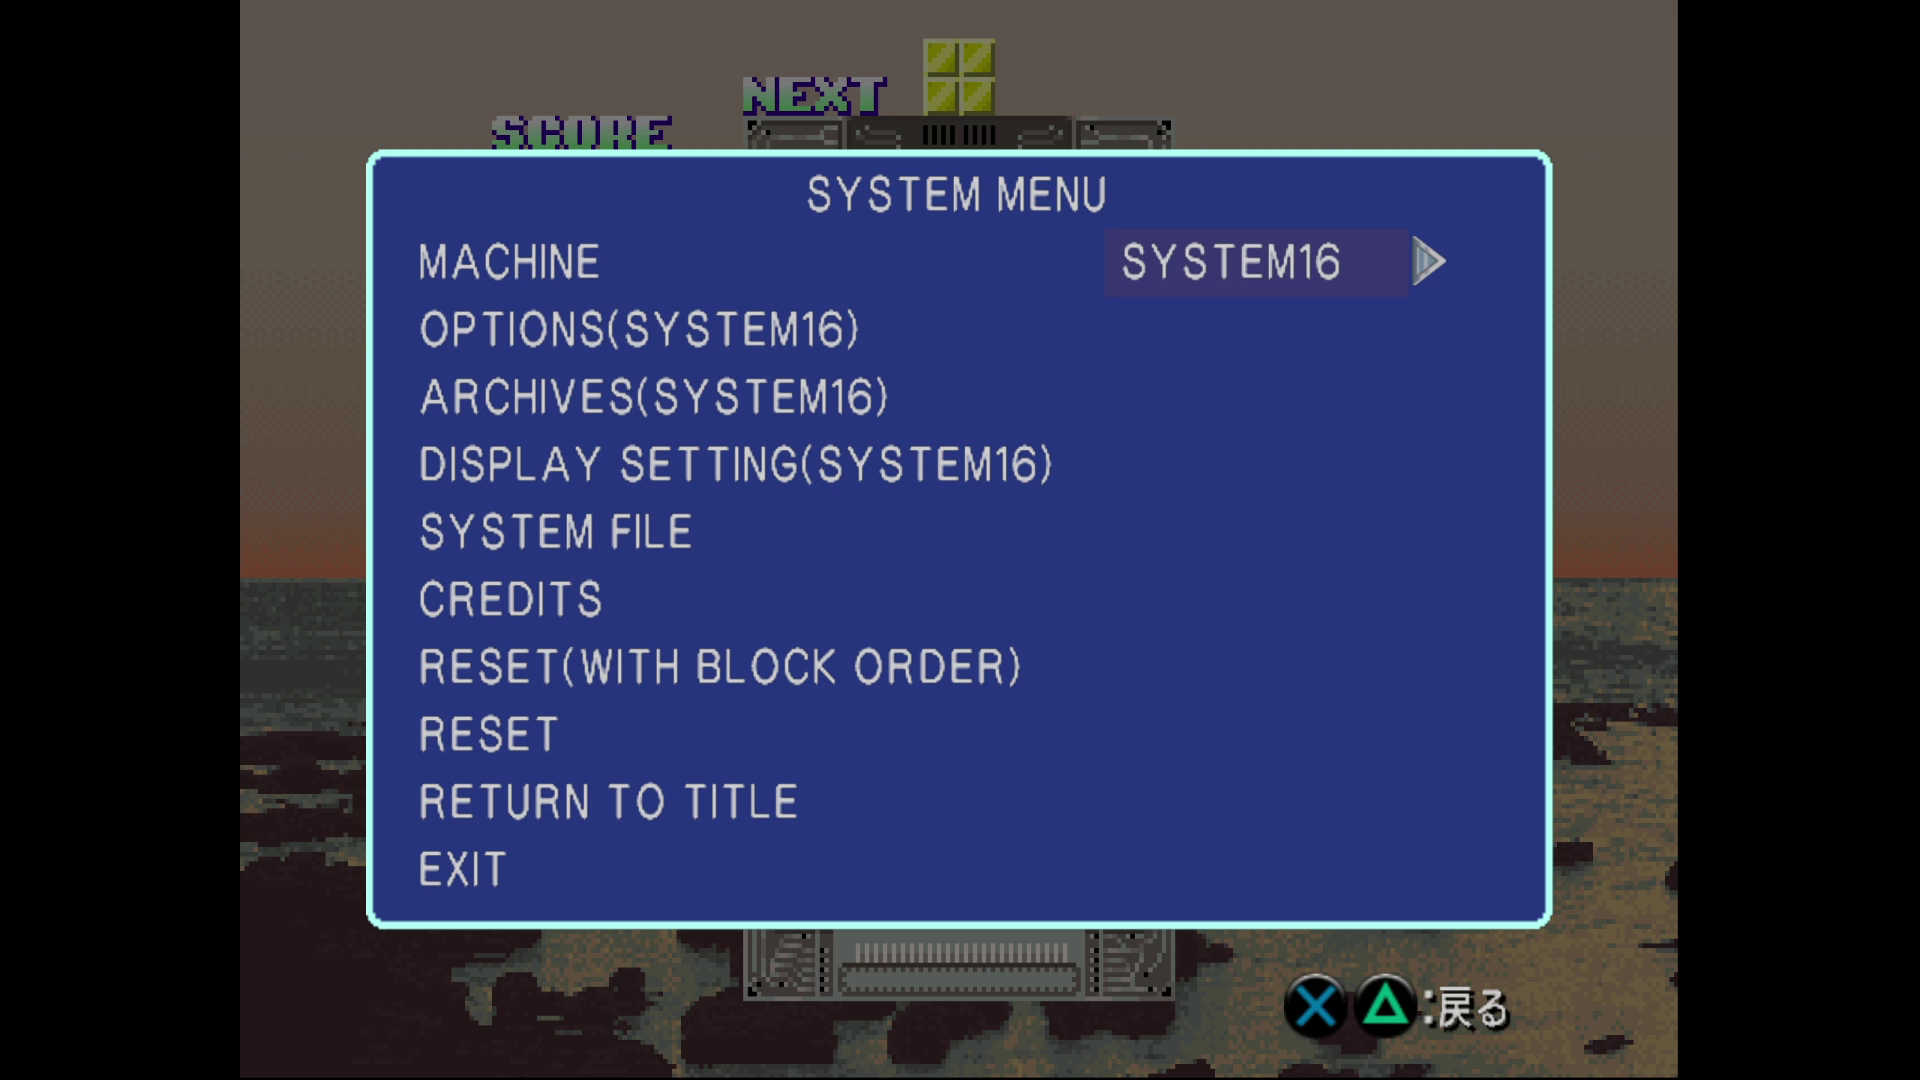 NEXT
SCORE
SYSTEM MENU
MACHINE SYSTEM16
OPTIONS(SYSTEM16)
ARCHIVES(SYSTEM16)
DISPLAY SETTING(SYSTEM16)
SYSTEM FILE
CREDITS
RESET(WITH BLOCK ORDER)
RESET
RETURN TO TITLE
EXIT
:戻る